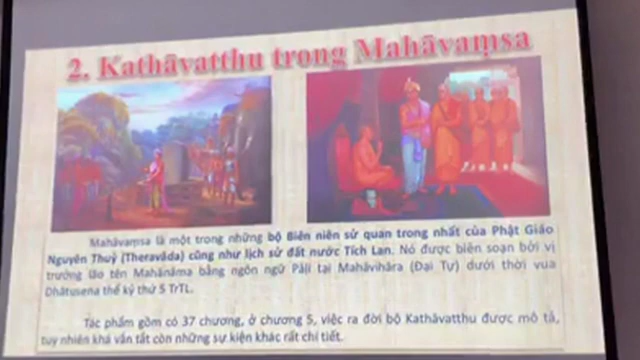 2. Kathāvatthu trong Mahāvaṃsa
Mahāvaṃsa là một trong những bộ Biên niên sử quan trong nhất của Phật Giáo
Nguyên Thuỷ (Theravāda) cũng như lịch sử đất nước Tích Lan. Nó được biên soạn bởi vị
trưởng lão tên Mahānāma bằng ngôn ngữ Pāḷi tại Mahāvihāra (Đại Tự) dưới thời vua
Dhātusena thế kỷ thứ 5 TrTL.
Tác phẩm gồm có 37 chương, ở chương 5, việc ra đời bộ Kathāvatthu được mô tả,
tuy nhiên khá vắn tắt còn những sự kiện khác rất chi tiết.